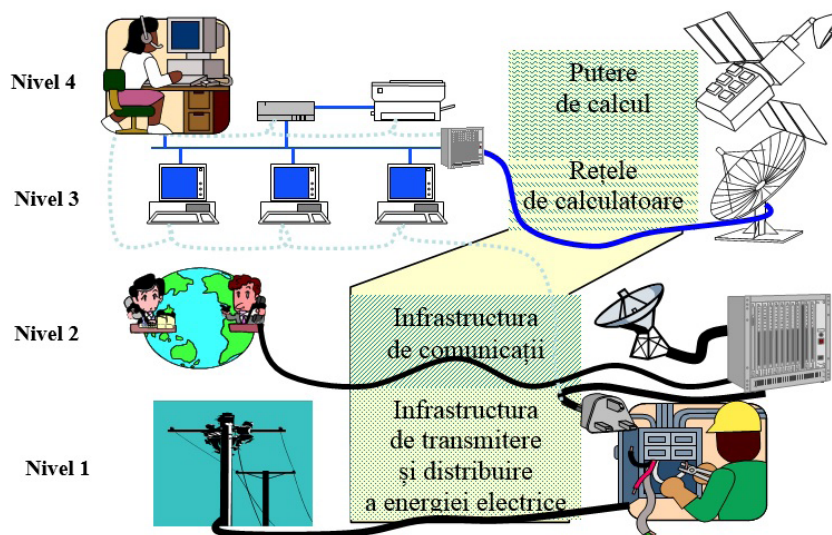 Nivel 4
Putere
de calcul
Nivel 3
Rețele
de calculatoare
Nivel 2
Infrastructura
de comunicații
Nivel 1
Infrastructura
de transmitere
și distribuire
a energiei electrice